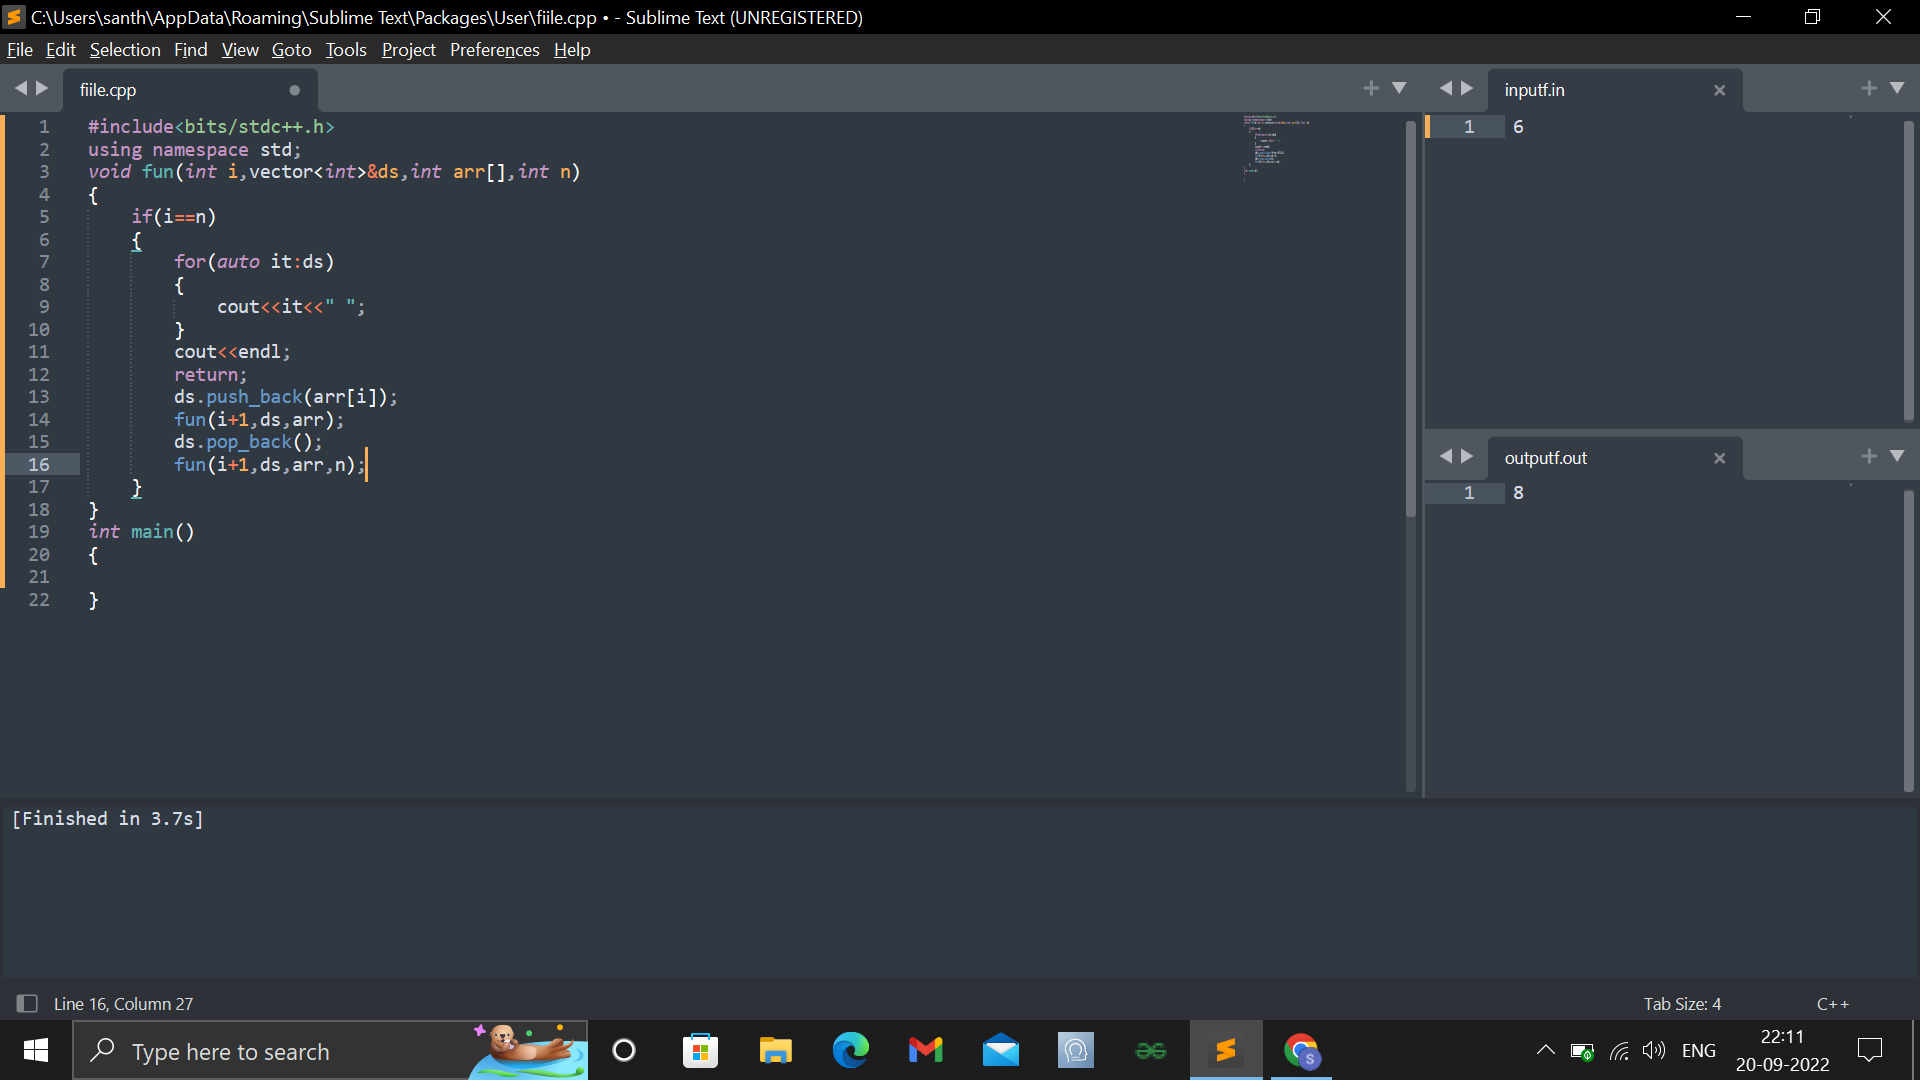 C:\Users\santh\AppData\Roaming\Sublime Text\Packages\User\fiile.cpp • - Sublime Text (UNREGISTERED)
File Edit Selection Find View Goto Tools Project Preferences Help
fiile.cpp
1 #include<bits/stdc++.h>
2 using namespace std;
3 void fun(int i,vector<int>&ds,int arr[],int n)
4 {
5 if(i==n)
6 {
7 for(auto it:ds)
8 {
9 cout<<it<<" ";
10 }
11 cout<<endl;
12 return;
13 ds.push_back(arr[i]);
14 fun(i+1,ds,arr);
15 ds.pop_back();
16 fun(i+1,ds,arr,n);
17 }
18 }
19 int main()
20 {
21
22 }
inputf.in
1 6
outputf.out
1 8
[Finished in 3.7s]
Line 16, Column 27
Tab Size: 4
C++
Type here to search
S
ENG
22:11
20-09-2022